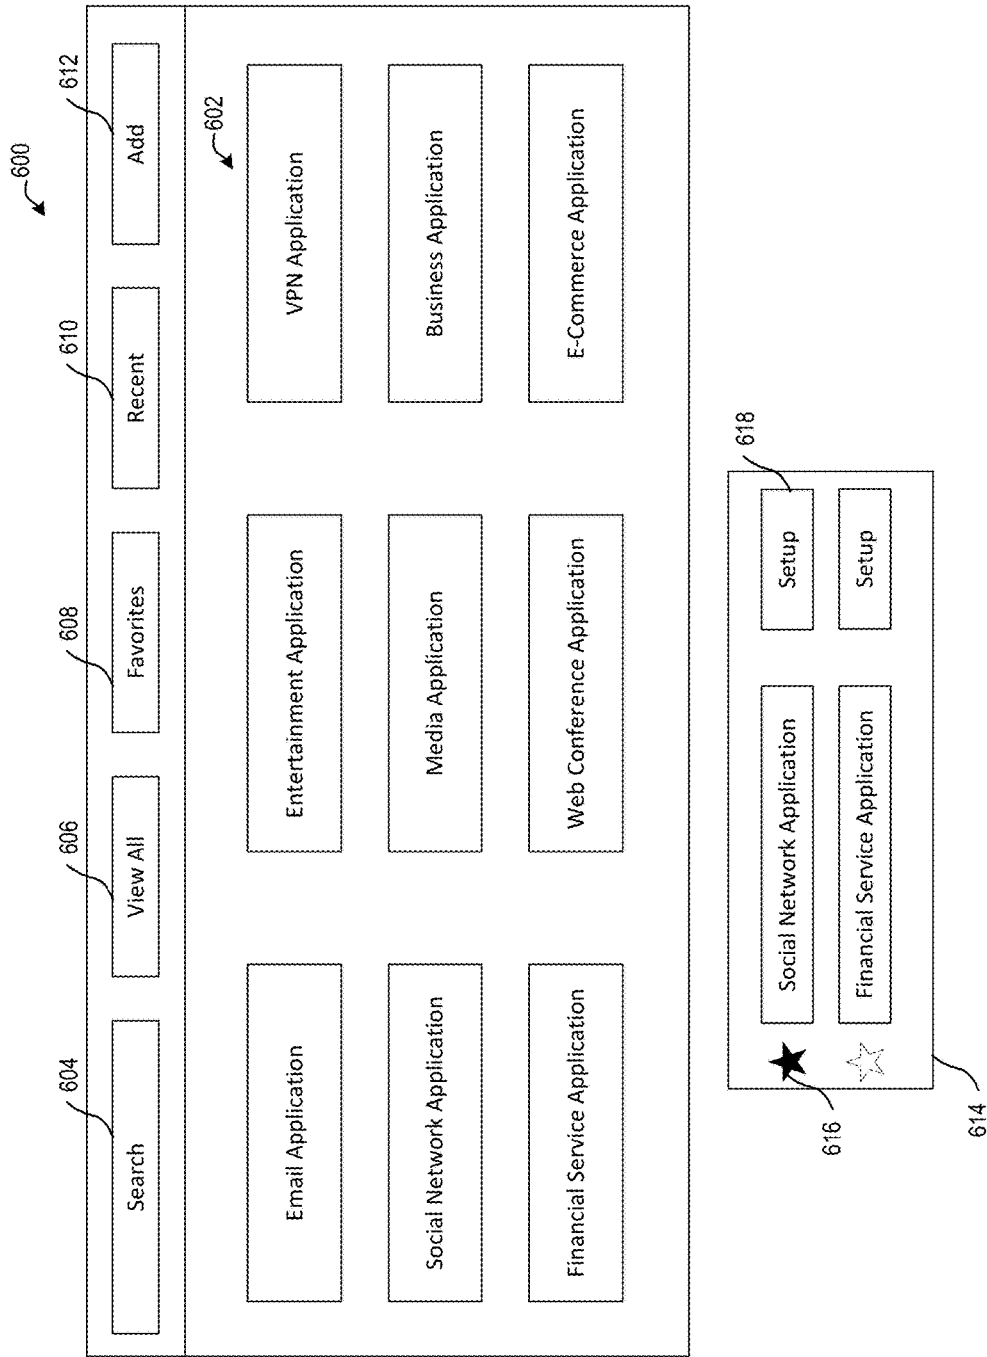 600
604
606
608
610
612
Search
View All
Favorites
Recent
Add
602
Email Application
Entertainment Application
VPN Application
Social Network Application
Media Application
Business Application
Financial Service Application
Web Conference Application
E-Commerce Application
618
Social Network Application
Setup
616
Financial Service Application
Setup
614